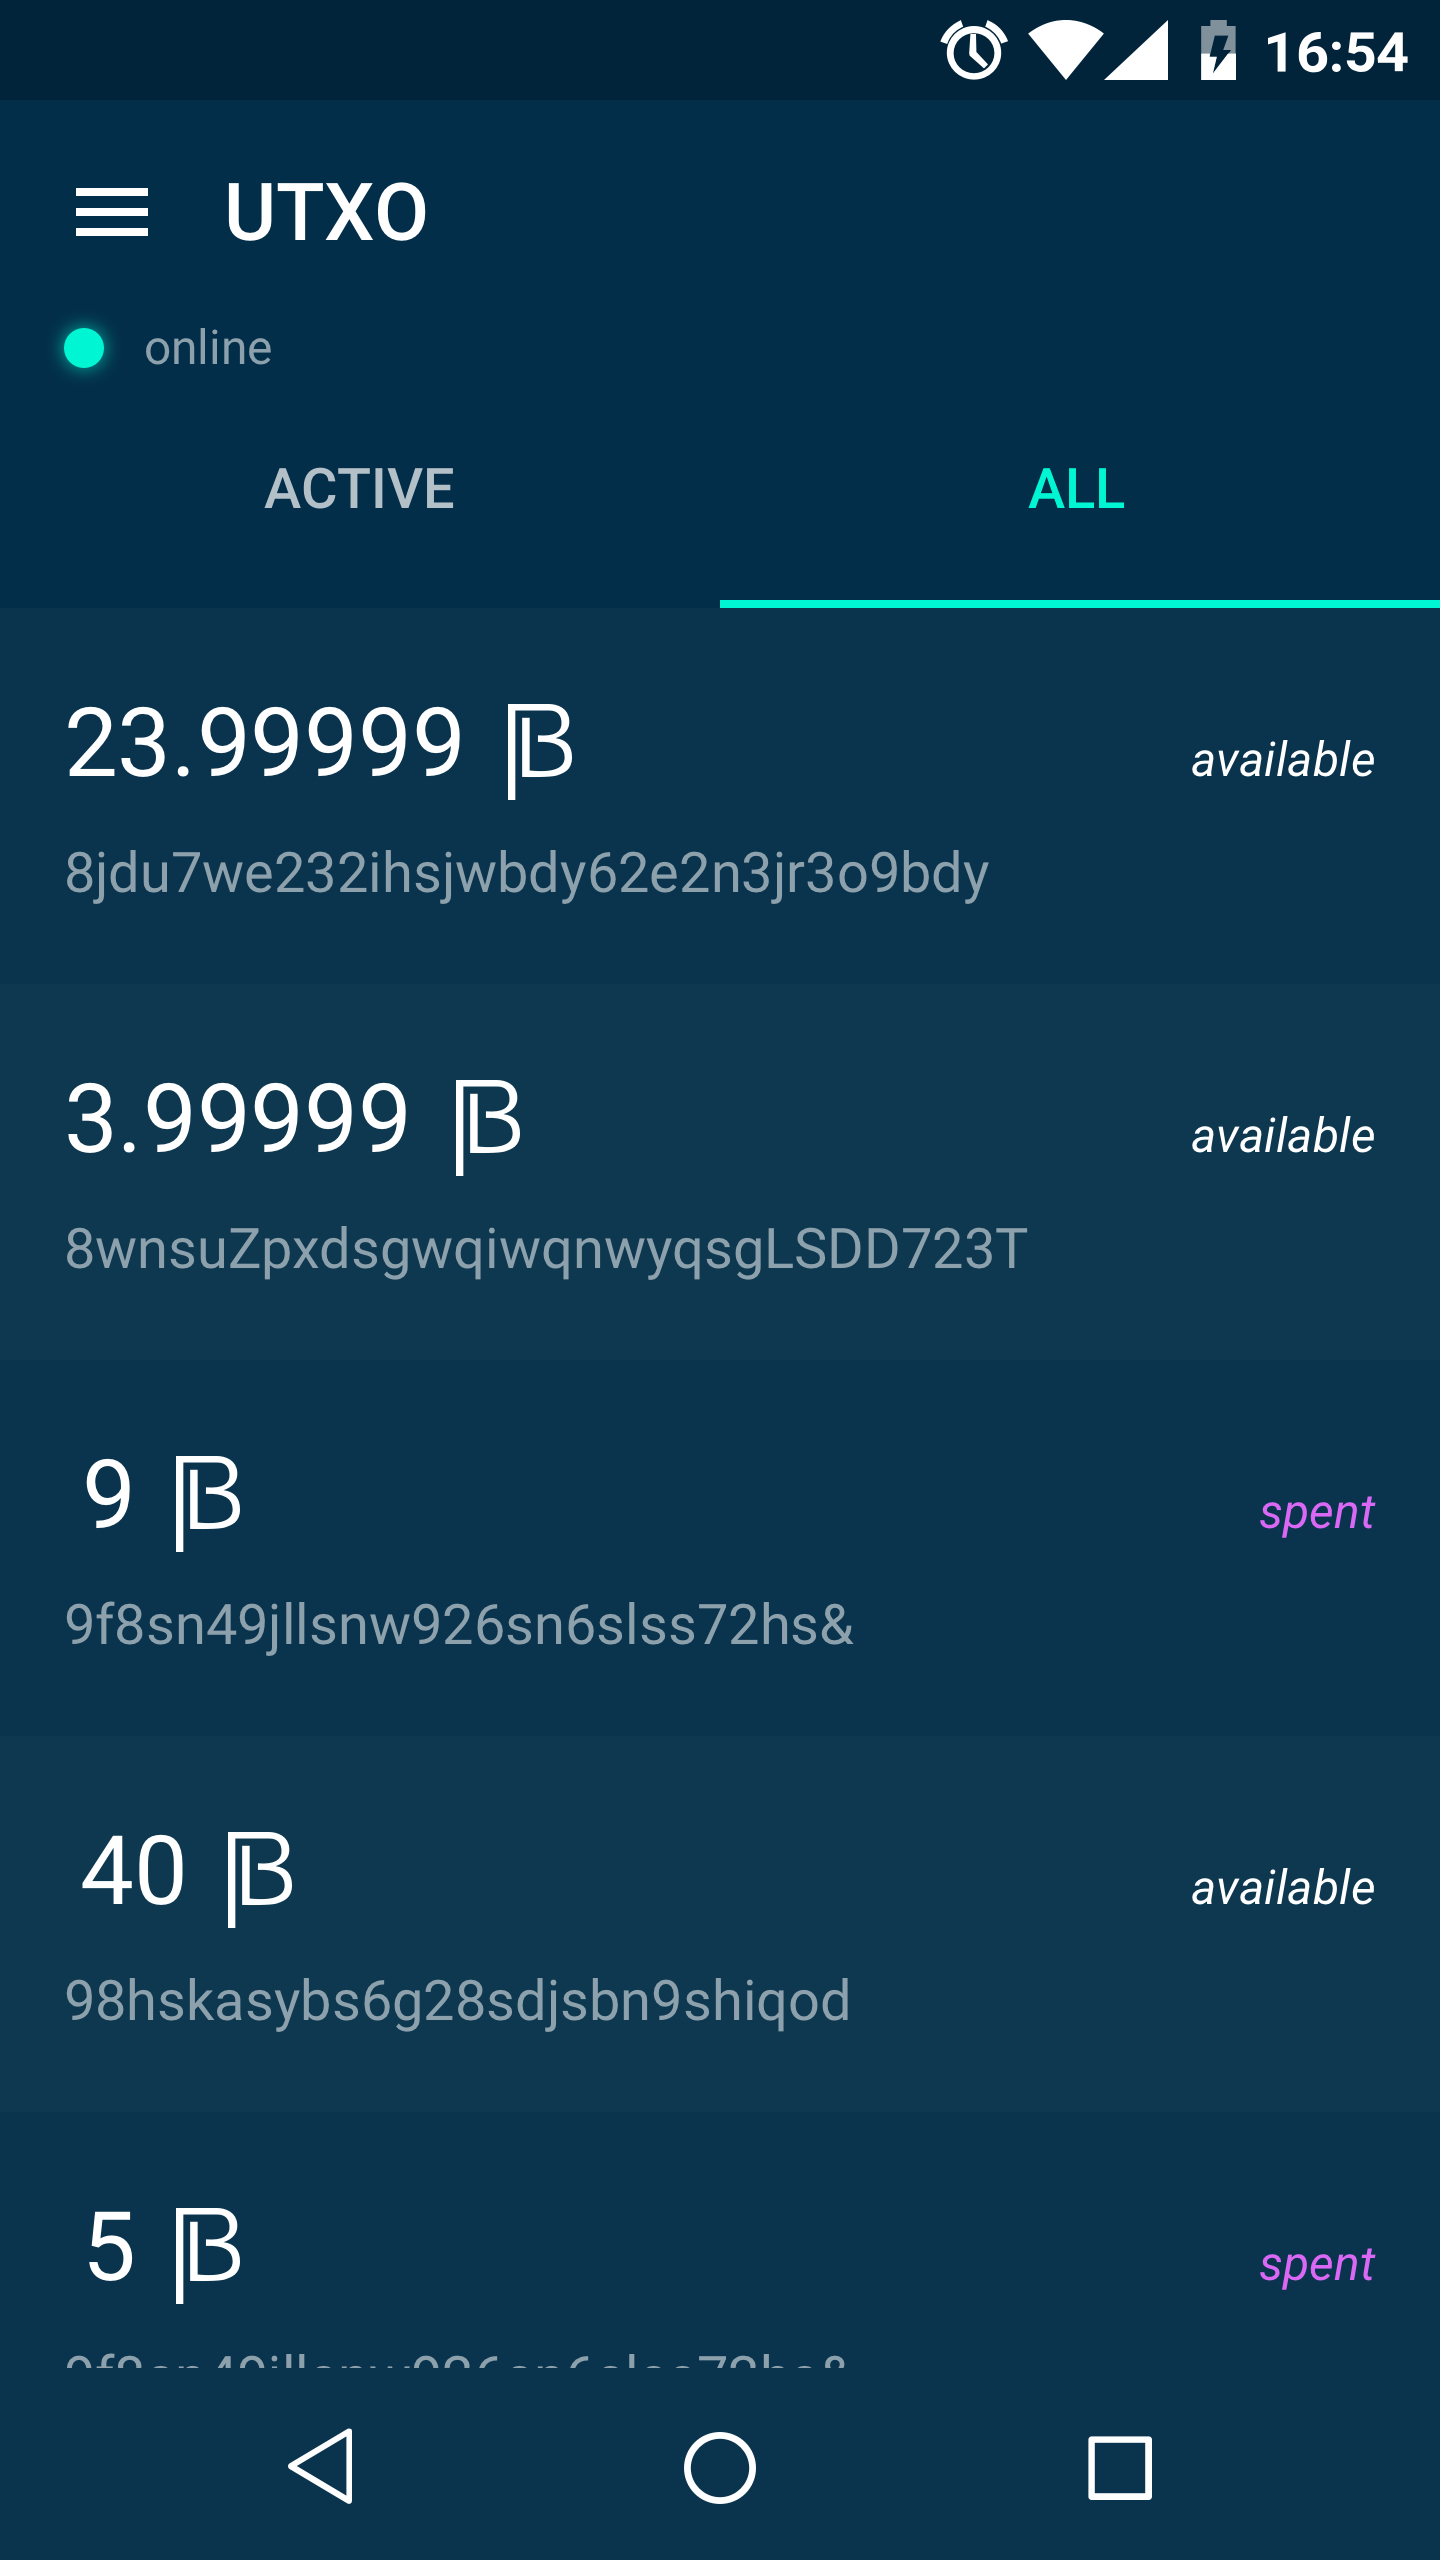 16:54
UTXO
online
ACTIVE ALL
23.99999
available
8jdu7we232ihsjwbdy62e2n3jr3o9bdy
3.99999
available
8wnsuZpxdsgwqiwqnwyqsgLSDD723T
9
spent
9f8sn49jllsnw926sn6slss72hs&
40
available
98hskasybs6g28sdjsbn9shiqod
5
spent